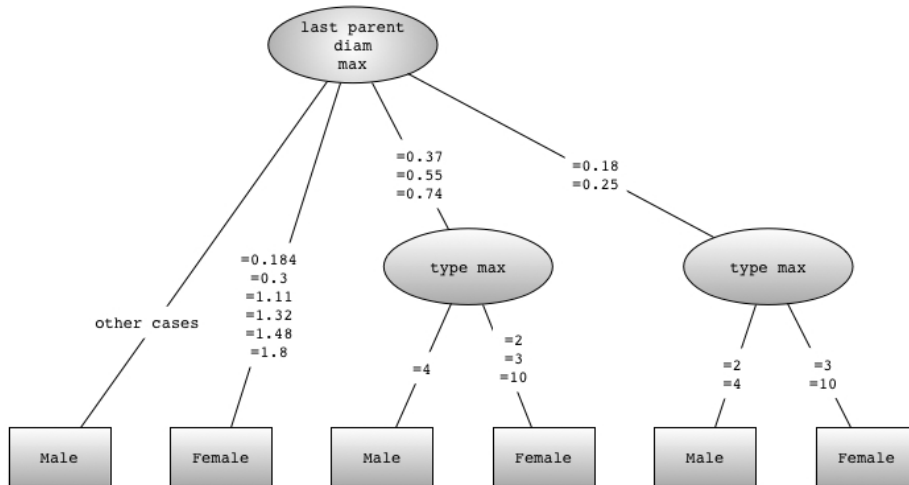 last parent
diam
max
=0.37
=0.55
=0.74
=0.18
=0.25
other cases
=0.184
=0.3
=1.11
=1.32
=1.48
=1.8
type max
type max
=4
=2
=3
=10
=2
=4
=3
=10
Male
Female
Male
Female
Male
Female